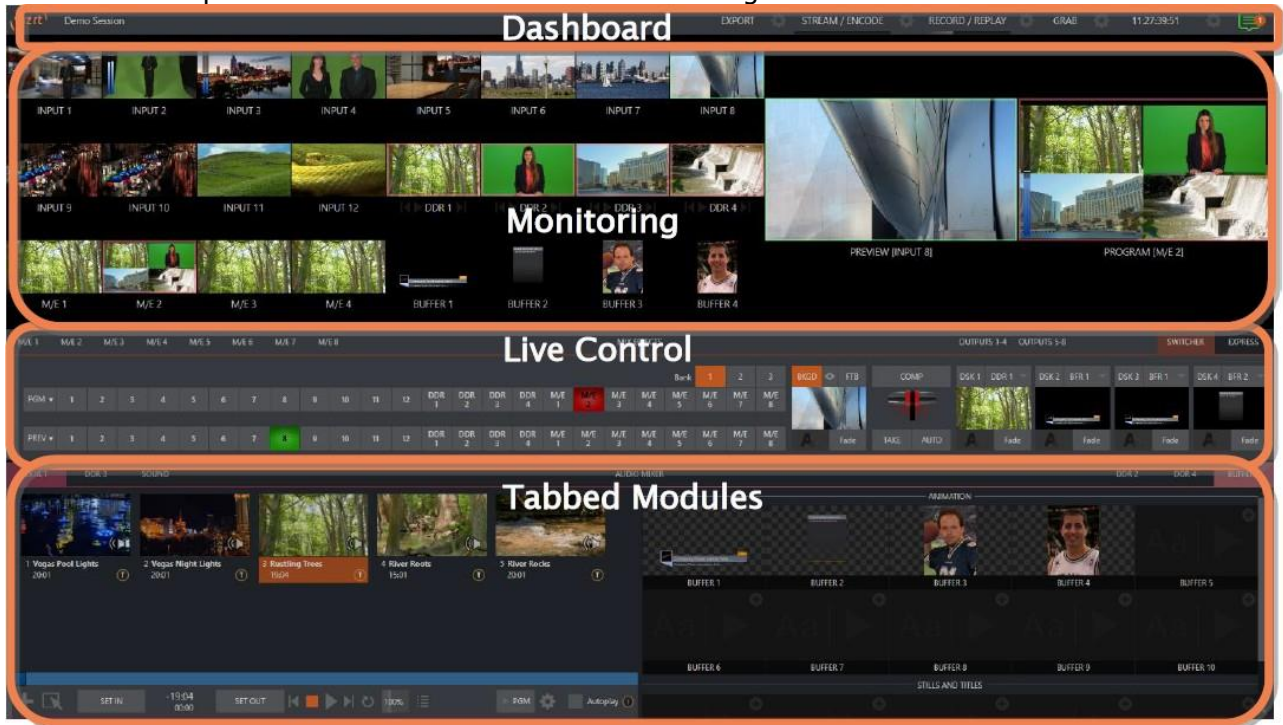 Dashboard
Demo Session
EXPORT
STREAM / ENCODE
RECORD / REPLAY
GRAB
11:27:39:51
INPUT 1
INPUT 2
INPUT 3
INPUT 4
INPUT 5
INPUT 6
INPUT 7
INPUT 8
INPUT 9
INPUT 10
INPUT 11
INPUT 12
DDR 1
DDR 2
DDR 3
DDR 4
Monitoring
PREVIEW [INPUT 8]
PROGRAM [M/E 2]
M/E 1
M/E 2
M/E 3
M/E 4
BUFFER 1
BUFFER 2
BUFFER 3
BUFFER 4
M/E 1 M/E 2 M/E 3 M/E 4 M/E 5 M/E 6 M/E 7 M/E 8
Live Control
OUTPUTS 1-4 OUTPUTS 5-8
SWITCHER
EXPRESS
Bank 1 2 3
BKGD
FTB
COMP
DSK 1 DDR 1
DSK 2 BFR 1
DSK 3 BFR 1
DSK 4 BFR 2
PGM 1 2 3 4 5 6 7 8 9 10 11 12 DDR 1 DDR 2 DDR 3 DDR 4 M/E 1 M/E 2 M/E 3 M/E 4 M/E 5 M/E 6 M/E 7 M/E 8
PREV 1 2 3 4 5 6 7 8 9 10 11 12 DDR 1 DDR 2 DDR 3 DDR 4 M/E 1 M/E 2 M/E 3 M/E 4 M/E 5 M/E 6 M/E 7 M/E 8
Fade
TAKE
AUTO
Fade
Fade
Fade
Fade
DDR 3
SOUND
AUDIO MIXER
DDR 2
DDR 4
Tabbed Modules
ANIMATION
1 Vegas Pool Lights
20:01
2 Vegas Night Lights
20:01
3 Rustling Trees
19:04
4 River Roots
15:01
5 River Rocks
20:01
BUFFER 1
BUFFER 2
BUFFER 3
BUFFER 4
BUFFER 5
BUFFER 6
BUFFER 7
BUFFER 8
BUFFER 9
BUFFER 10
STILLS AND TITLES
SET IN
-19:04
00:00
SET OUT
100%
PGM
Autoplay